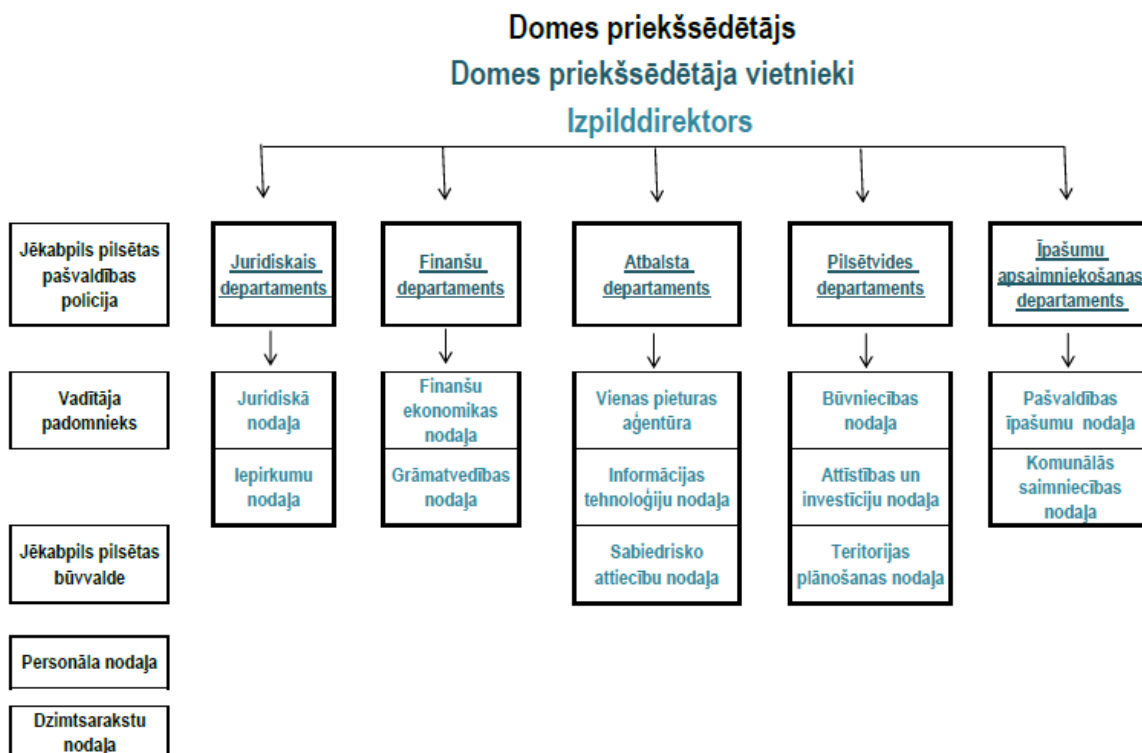 Domes priekšsēdētājs
Domes priekšsēdētāja vietnieki
Izpilddirektors
Jēkabpils pilsētas
pašvaldības
policija
Juridiskais
departaments
Finanšu
departaments
Atbalsta
departaments
Pilsētvides
departaments
Īpašumu
apsaimniekošanas
departaments
Vadītāja
padomnieks
Juridiskā
nodaļa
Finanšu
ekonomikas
nodaļa
Vienas pieturas
aģentūra
Būvniecības
nodaļa
Pašvaldības
īpašumu nodaļa
Iepirkumu
nodaļa
Grāmatvedības
nodaļa
Informācijas
tehnoloģiju nodaļa
Attīstības un
investīciju nodaļa
Komunālās
saimniecības
nodaļa
Jēkabpils pilsētas
būvvalde
Sabiedrisko
attiecību nodaļa
Teritorijas
plānošanas nodaļa
Personāla nodaļa
Dzimtsarakstu
nodaļa